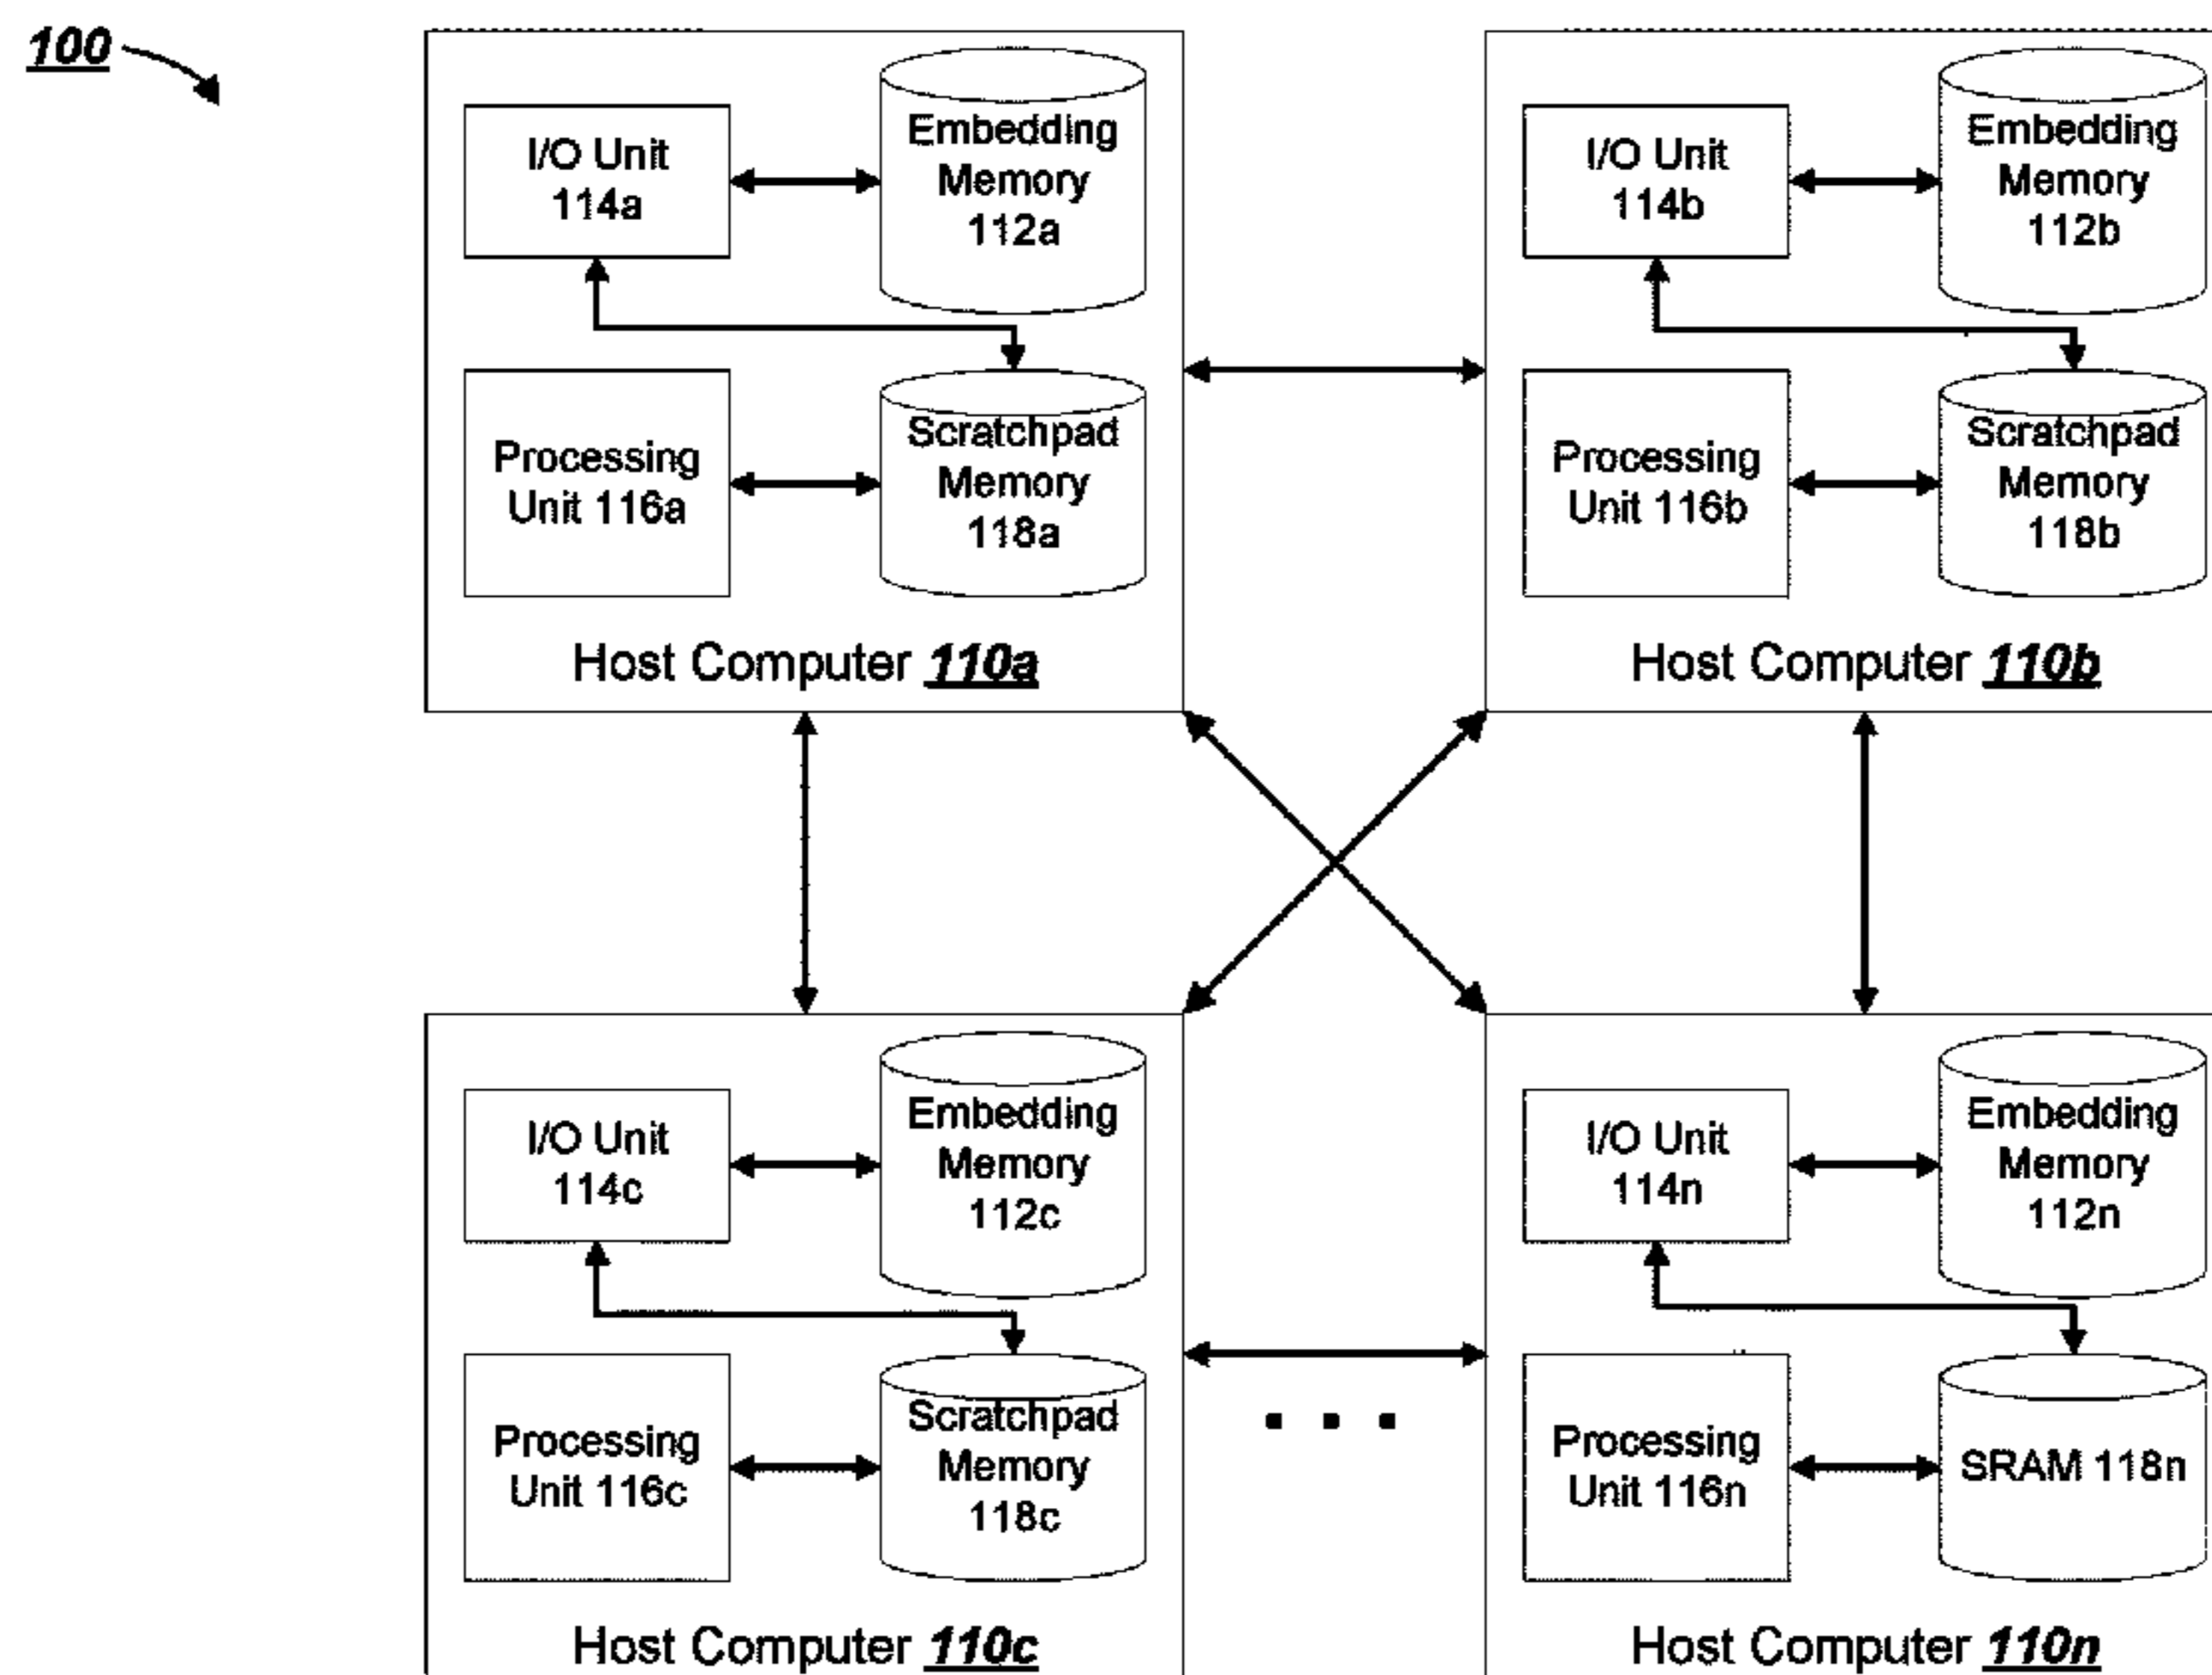 100
I/O Unit
114a
Embedding
Memory
112a
Processing
Unit 116a
Scratchpad
Memory
118a
Host Computer 110a
I/O Unit
114b
Embedding
Memory
112b
Processing
Unit 116b
Scratchpad
Memory
118b
Host Computer 110b
I/O Unit
114c
Embedding
Memory
112c
Processing
Unit 116c
Scratchpad
Memory
118c
Host Computer 110c
. . .
I/O Unit
114n
Embedding
Memory
112n
Processing
Unit 116n
SRAM 118n
Host Computer 110n